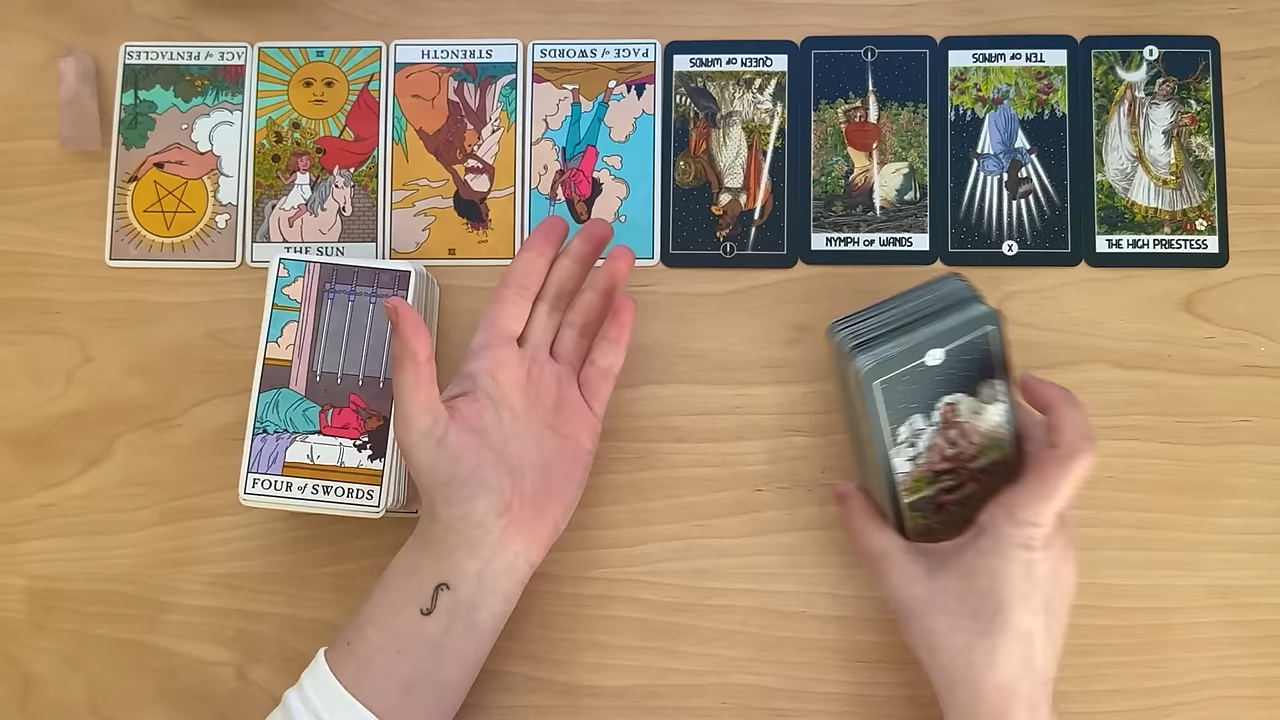 ACE of PENTACLES
THE SUN
STRENGTH
PAGE of SWORDS
QUEEN OF WANDS
NYMPH OF WANDS
TEN OF WANDS
X
II
THE HIGH PRIESTESS
FOUR of SWORDS